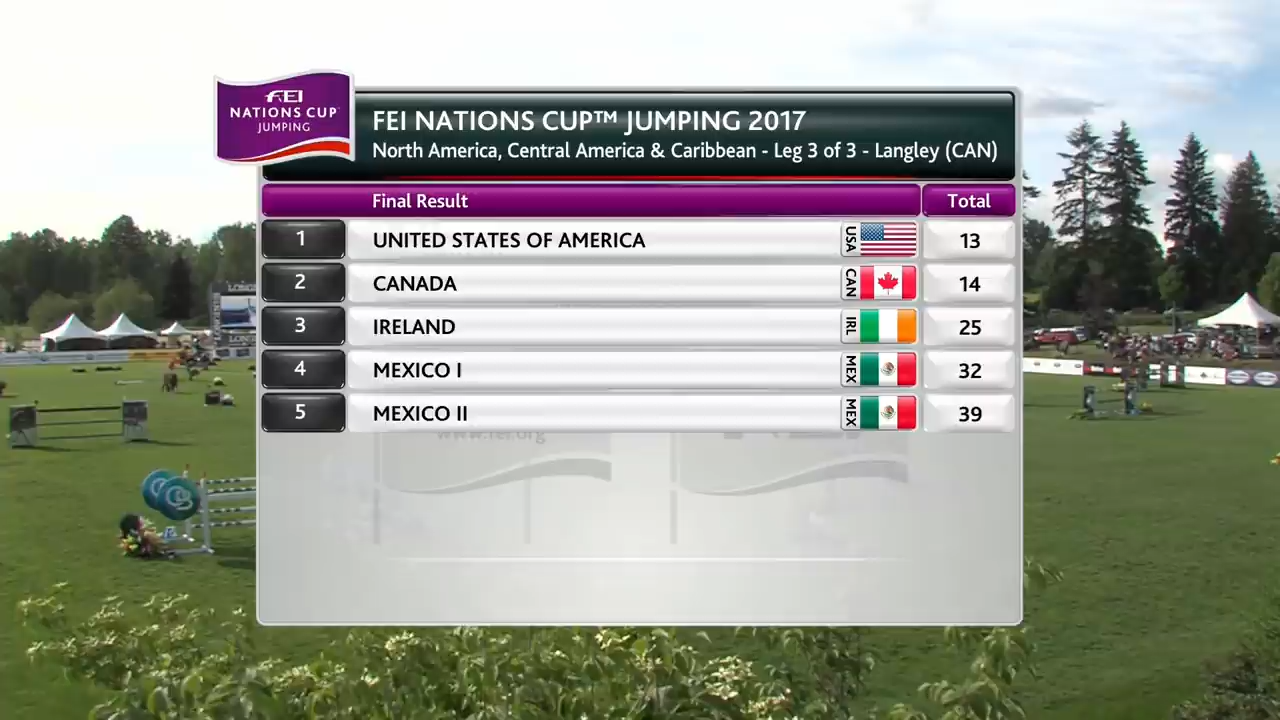 FEI
NATIONS CUP™
JUMPING
FEI NATIONS CUP™ JUMPING 2017
North America, Central America & Caribbean - Leg 3 of 3 - Langley (CAN)
Final Result Total
1 UNITED STATES OF AMERICA USA 13
2 CANADA CAN 14
3 IRELAND IRL 25
4 MEXICO I MEX 32
5 MEXICO II MEX 39
www.fei.org
LONGINES